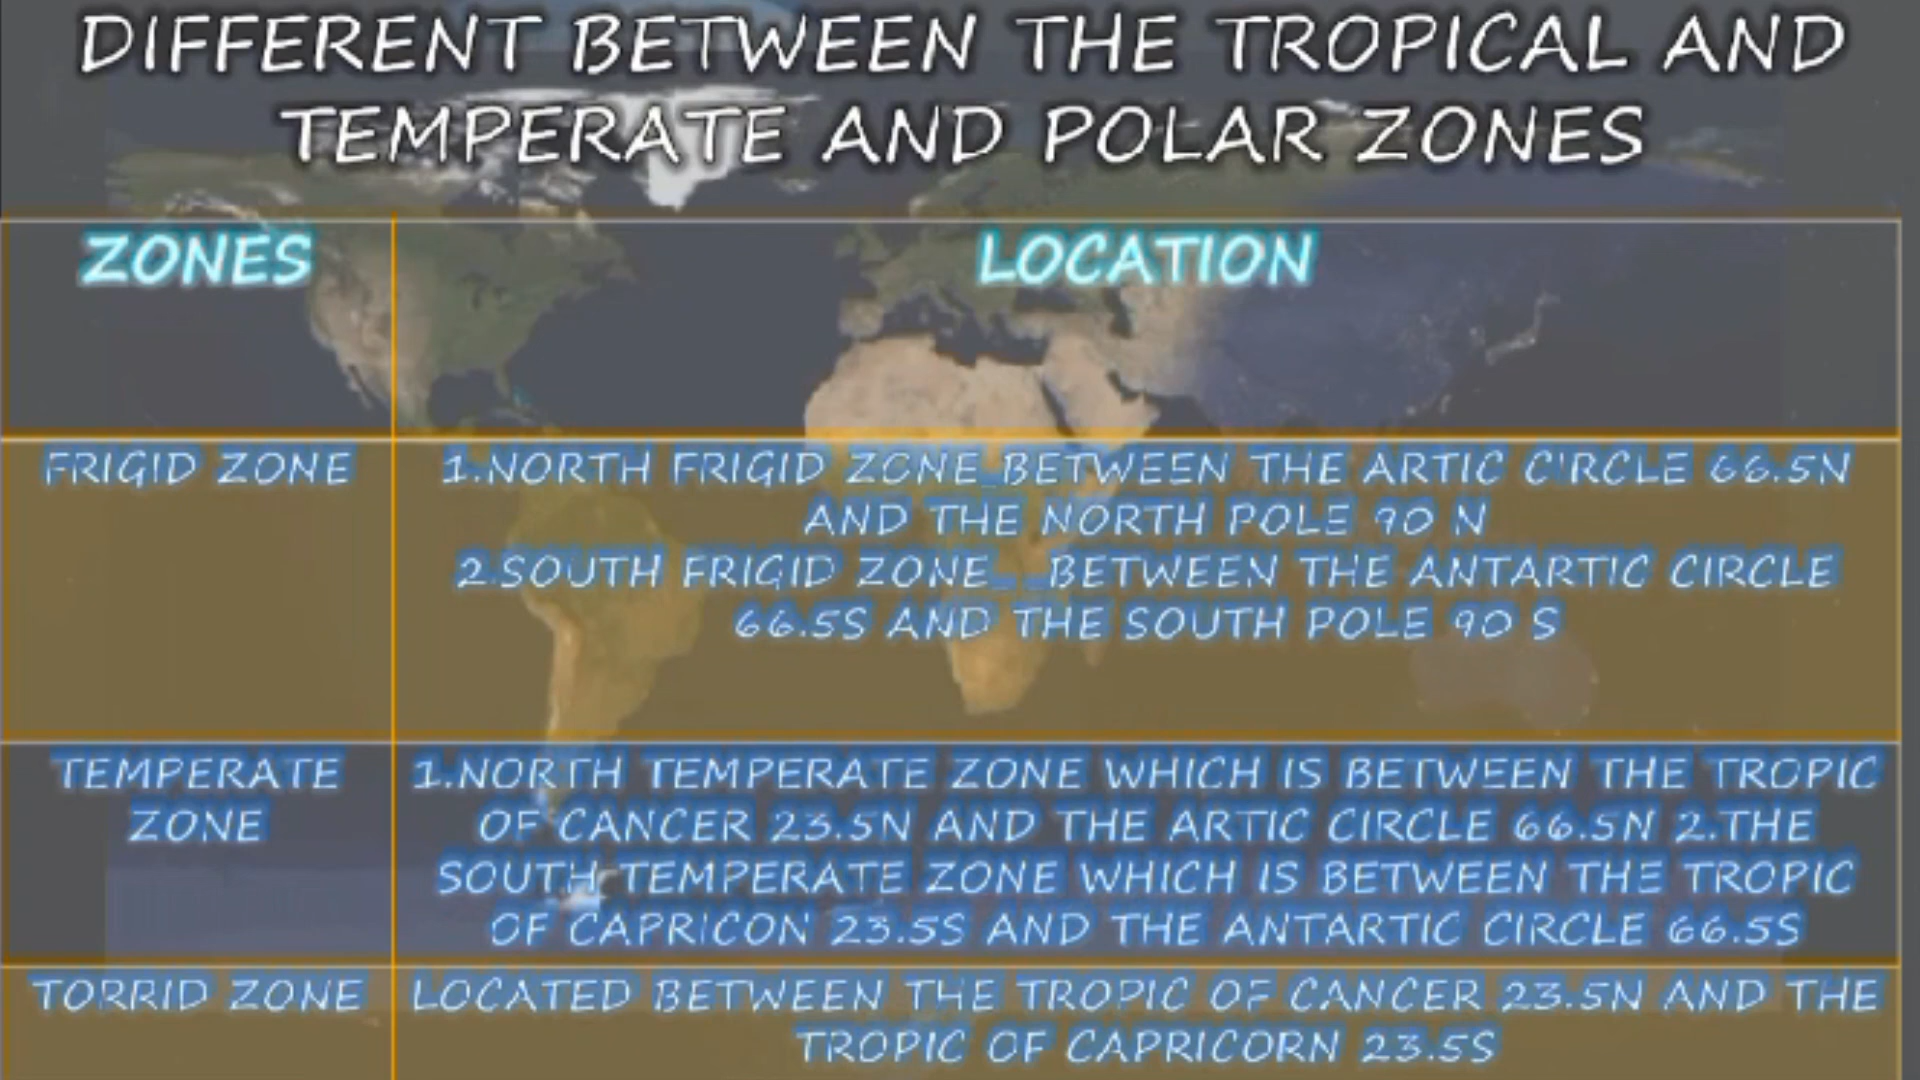 DIFFERENT BETWEEN THE TROPICAL AND
TEMPERATE AND POLAR ZONES
ZONES
LOCATION
FRIGID ZONE
1.NORTH FRIGID ZONE_BETWEEN THE ARTIC CIRCLE 66.5N
AND THE NORTH POLE 90 N
2.SOUTH FRIGID ZONE__BETWEEN THE ANTARTIC CIRCLE
66.5S AND THE SOUTH POLE 90 S
TEMPERATE
ZONE
1.NORTH TEMPERATE ZONE WHICH IS BETWEEN THE TROPIC
OF CANCER 23.5N AND THE ARTIC CIRCLE 66.5N 2.THE
SOUTH TEMPERATE ZONE WHICH IS BETWEEN THE TROPIC
OF CAPRICON 23.5S AND THE ANTARTIC CIRCLE 66.5S
TORRID ZONE
LOCATED BETWEEN THE TROPIC OF CANCER 23.5N AND THE
TROPIC OF CAPRICORN 23.5S